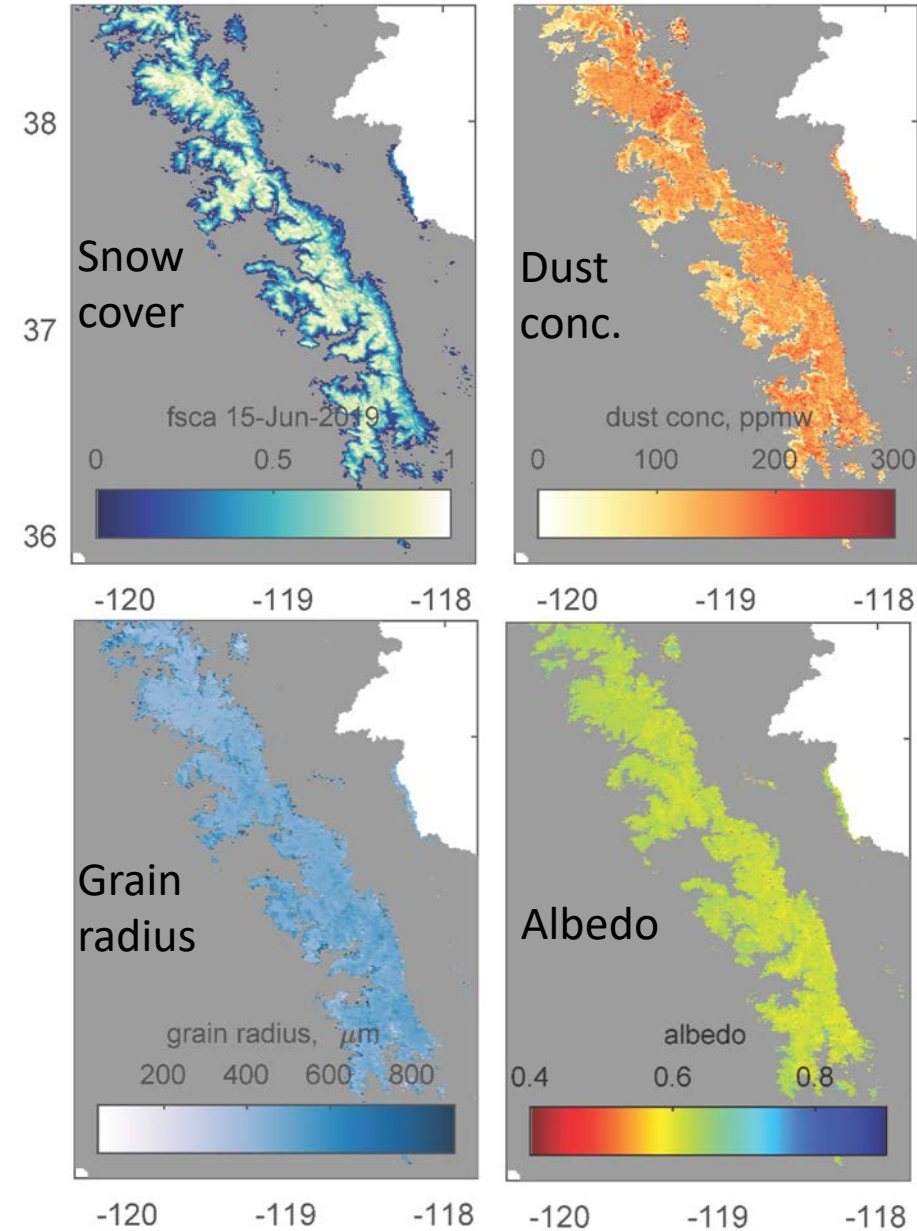 38
37
36
Snow
cover
fsca 15-Jun-2019
0 0.5 1
Dust
conc.
dust conc, ppmw
0 100 200 300
-120 -119 -118
-120 -119 -118
Grain
radius
grain radius, μm
200 400 600 800
Albedo
albedo
0.4 0.6 0.8
-120 -119 -118
-120 -119 -118